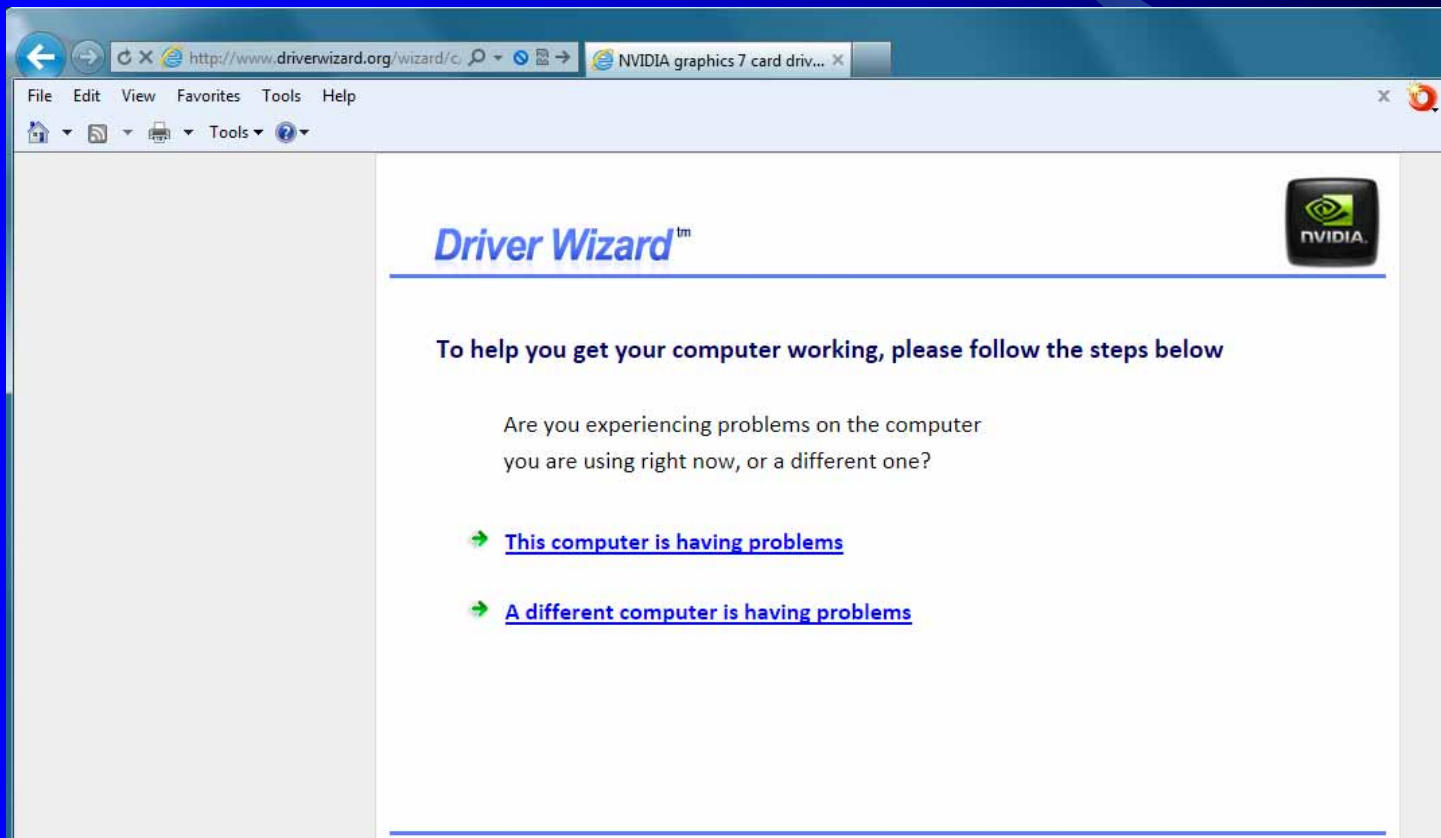 http://www.driverwizard.org/wizard/c
NVIDIA graphics 7 card driv...
File Edit View Favorites Tools Help
Tools
Driver Wizard tm
NVIDIA.
To help you get your computer working, please follow the steps below
Are you experiencing problems on the computer
you are using right now, or a different one?
This computer is having problems
A different computer is having problems